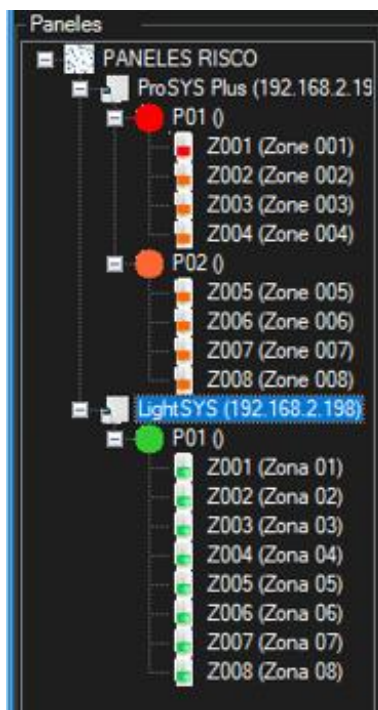 Paneles
PANELES RISCO
ProSYS Plus (192.168.2.19
P01 ()
Z001 (Zone 001)
Z002 (Zone 002)
Z003 (Zone 003)
Z004 (Zone 004)
P02 ()
Z005 (Zone 005)
Z006 (Zone 006)
Z007 (Zone 007)
Z008 (Zone 008)
LightSYS (192.168.2.198)
P01 ()
Z001 (Zona 01)
Z002 (Zona 02)
Z003 (Zona 03)
Z004 (Zona 04)
Z005 (Zona 05)
Z006 (Zona 06)
Z007 (Zona 07)
Z008 (Zona 08)